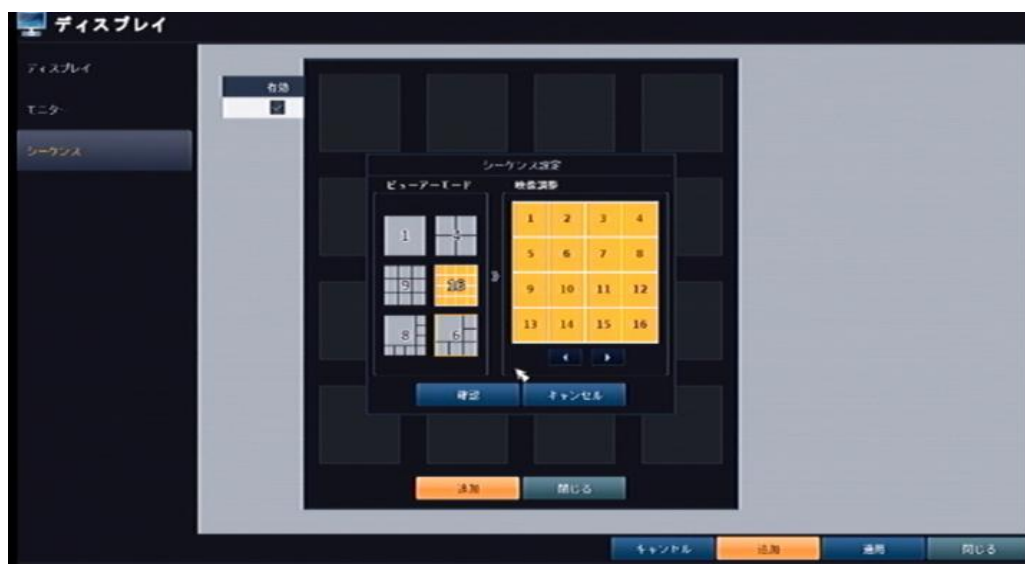 ディスプレイ
ディスプレイ
モニター
シーケンス
有効
シーケンス設定
ビューアーモード
映像調整
1
4
9
16
8
6
1 2 3 4
5 6 7 8
9 10 11 12
13 14 15 16
確認
キャンセル
追加
閉じる
キャンセル
追加
適用
閉じる